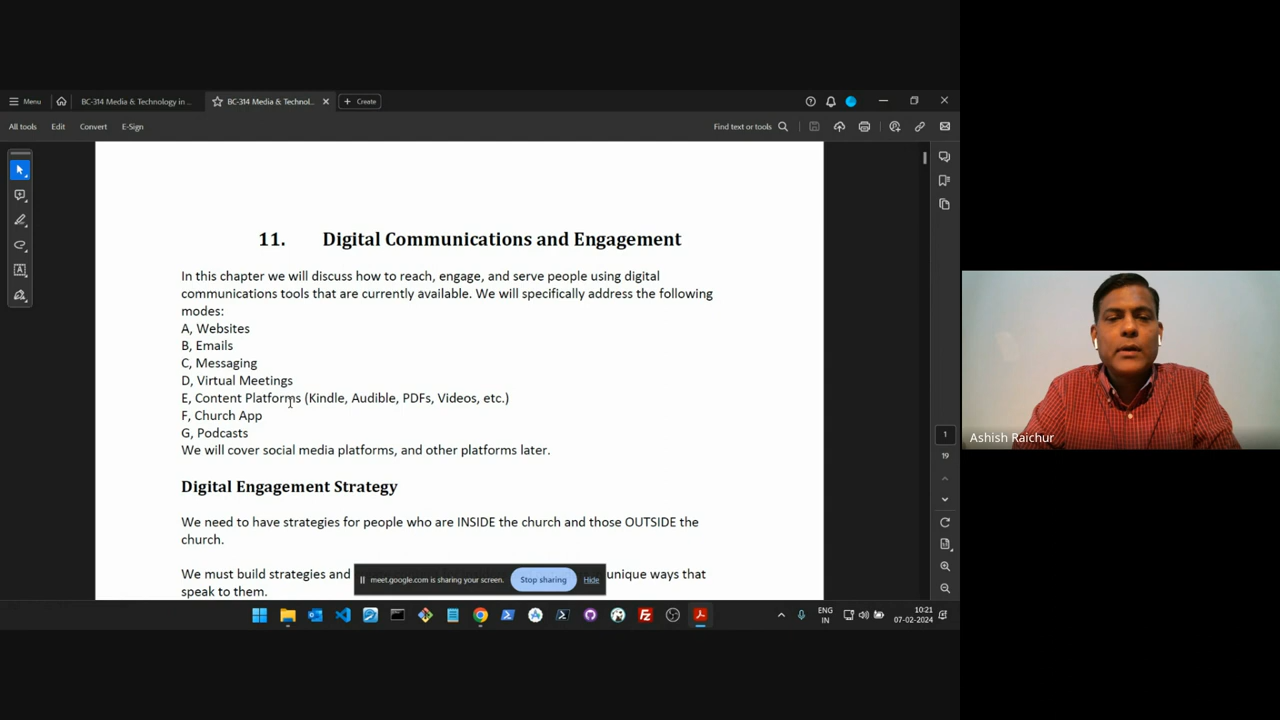 Menu
BC-314 Media & Technology in ...
BC-314 Media & Technol...
Create
All tools
Edit
Convert
E-Sign
Find text or tools
11. Digital Communications and Engagement
In this chapter we will discuss how to reach, engage, and serve people using digital
communications tools that are currently available. We will specifically address the following
modes:
A, Websites
B, Emails
C, Messaging
D, Virtual Meetings
E, Content Platforms (Kindle, Audible, PDFs, Videos, etc.)
F, Church App
G, Podcasts
We will cover social media platforms, and other platforms later.
Digital Engagement Strategy
We need to have strategies for people who are INSIDE the church and those OUTSIDE the
church.
We must build strategies and
unique ways that
speak to them.
meet.google.com is sharing your screen.
Stop sharing
Hide
1
19
ENG
IN
10:21
07-02-2024
Ashish Raichur